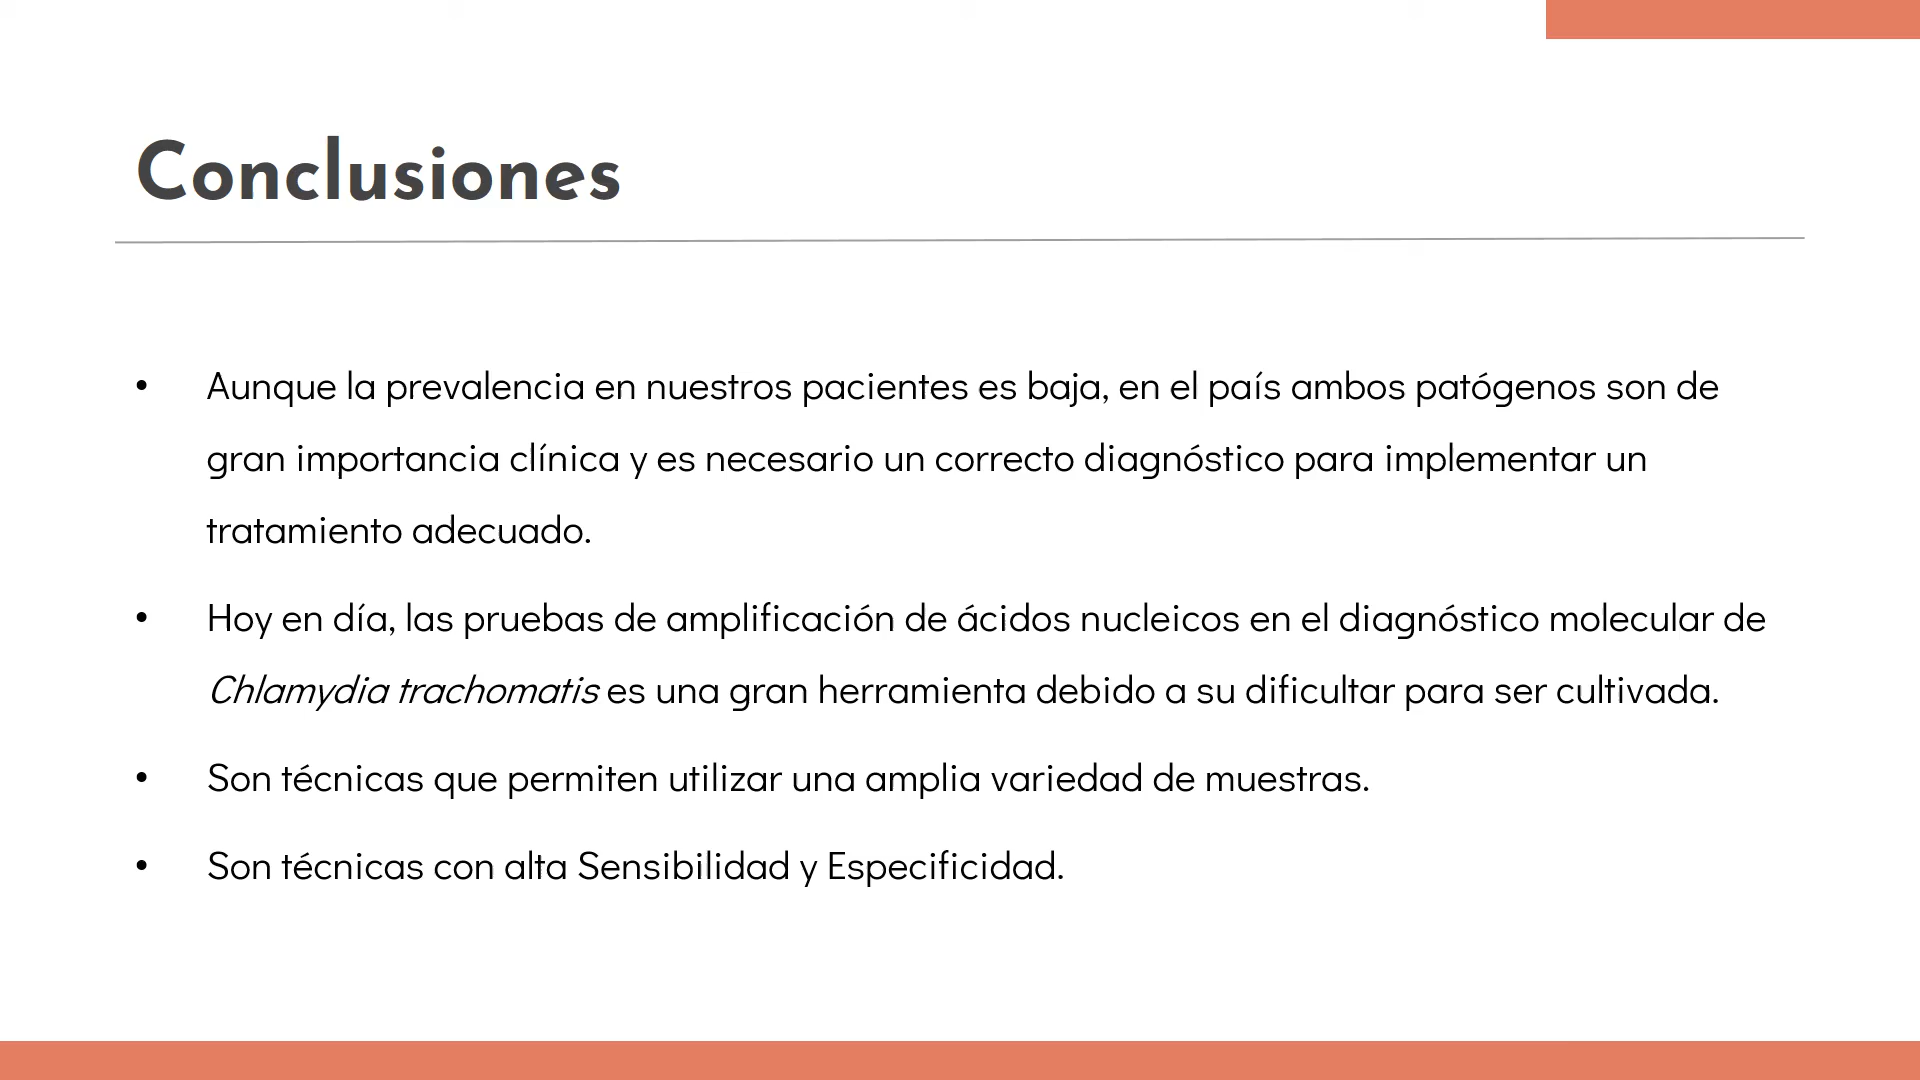 Conclusiones
• Aunque la prevalencia en nuestros pacientes es baja, en el país ambos patógenos son de
gran importancia clínica y es necesario un correcto diagnóstico para implementar un
tratamiento adecuado.
• Hoy en día, las pruebas de amplificación de ácidos nucleicos en el diagnóstico molecular de
Chlamydia trachomatis es una gran herramienta debido a su dificultar para ser cultivada.
• Son técnicas que permiten utilizar una amplia variedad de muestras.
• Son técnicas con alta Sensibilidad y Especificidad.